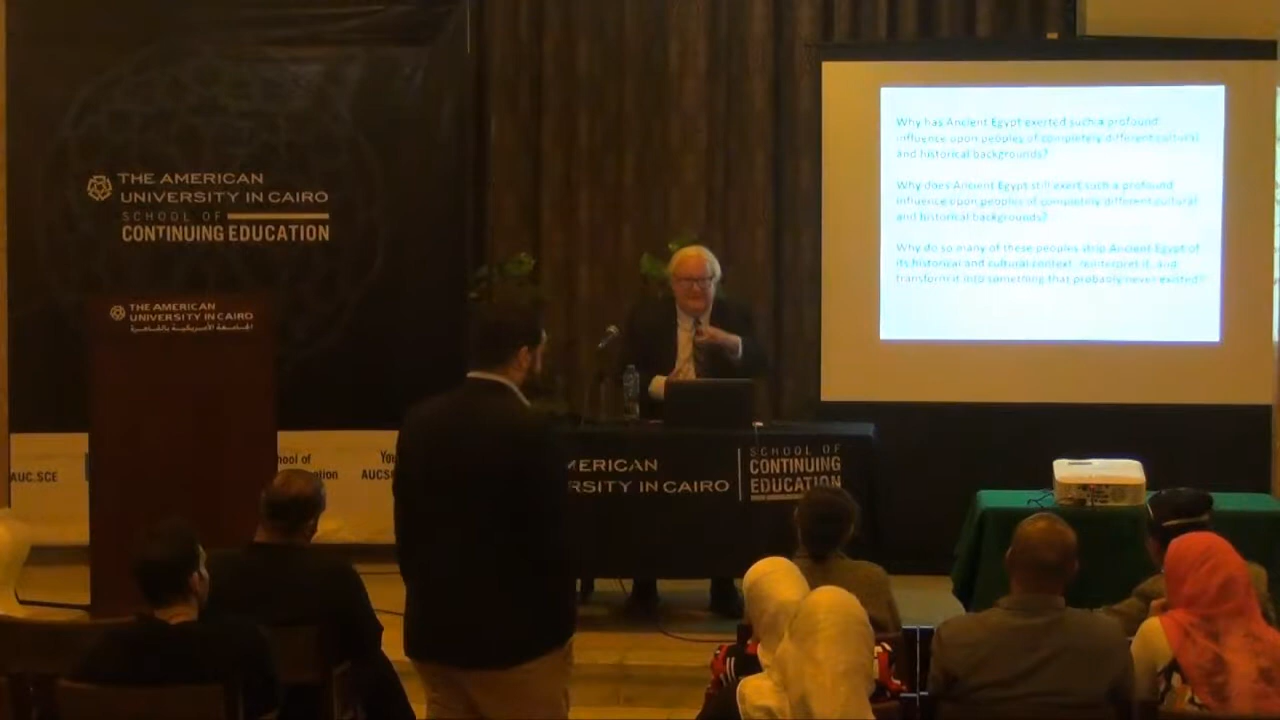 THE AMERICAN
UNIVERSITY IN CAIRO
SCHOOL OF
CONTINUING EDUCATION
THE AMERICAN
UNIVERSITY IN CAIRO
الجامعة الأمريكية بالقاهرة
AUC.SCE
AUCS
MERICAN
RSITY IN CAIRO
SCHOOL OF
CONTINUING
EDUCATION
Why has Ancient Egypt exerted such a profound
influence upon peoples of completely different cultural
and historical backgrounds?
Why does Ancient Egypt still exert such a profound
influence upon peoples of completely different cultural
and historical backgrounds?
Why do so many of these peoples strip Ancient Egypt of
its historical and cultural context, reinterpret it, and
transform it into something that probably never existed?